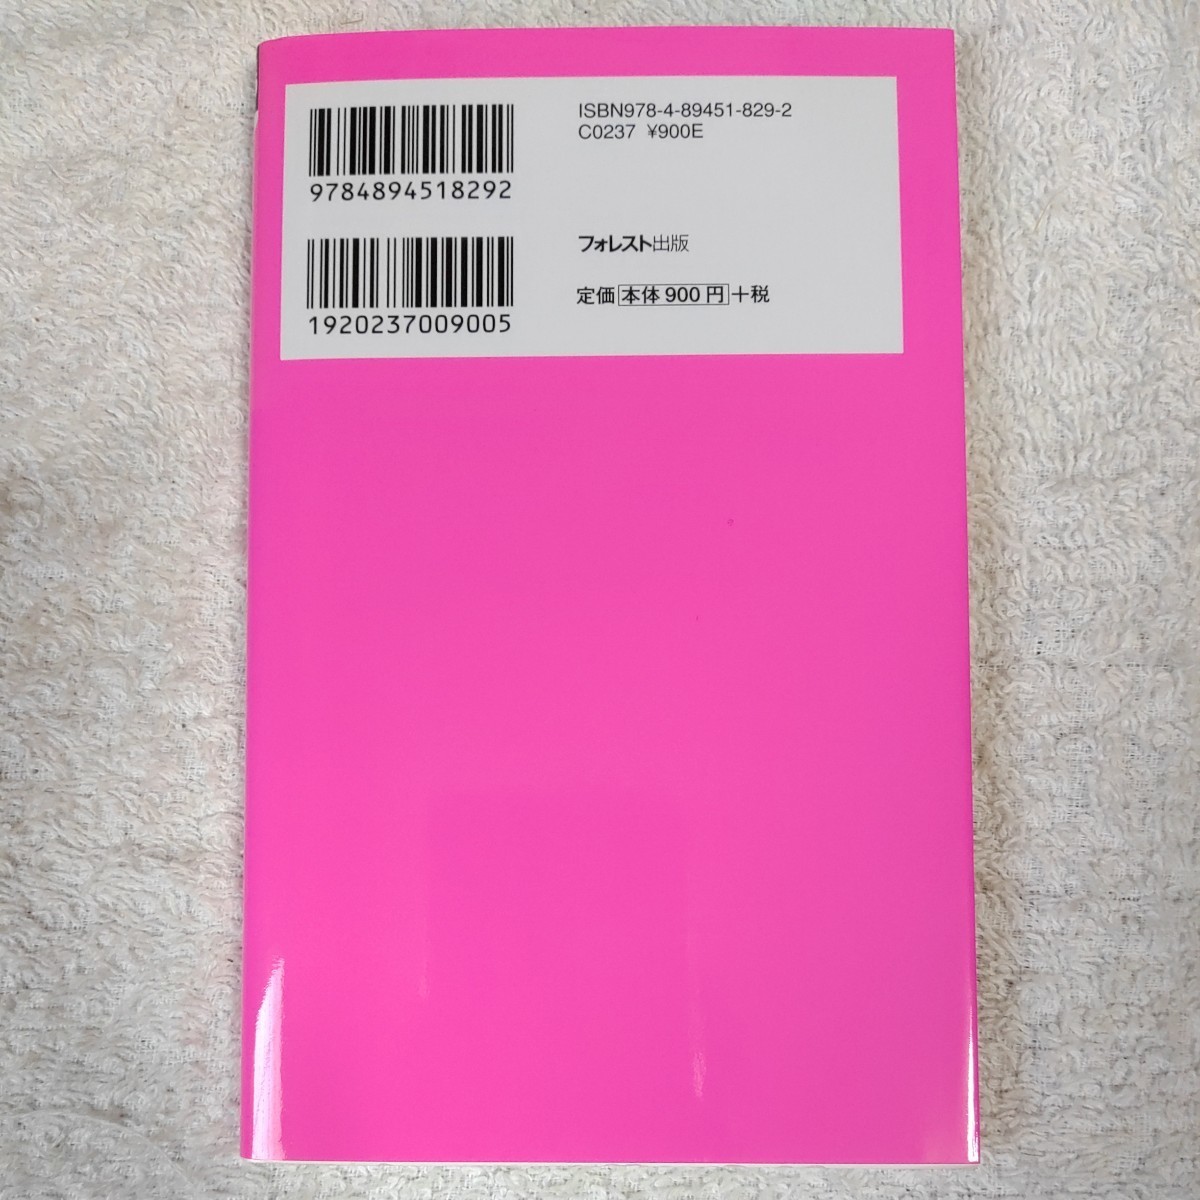 ISBN978-4-89451-829-2
C0237 ¥900E
9784894518292
フォレスト出版
定価 本体 900 円 +税
1920237009005